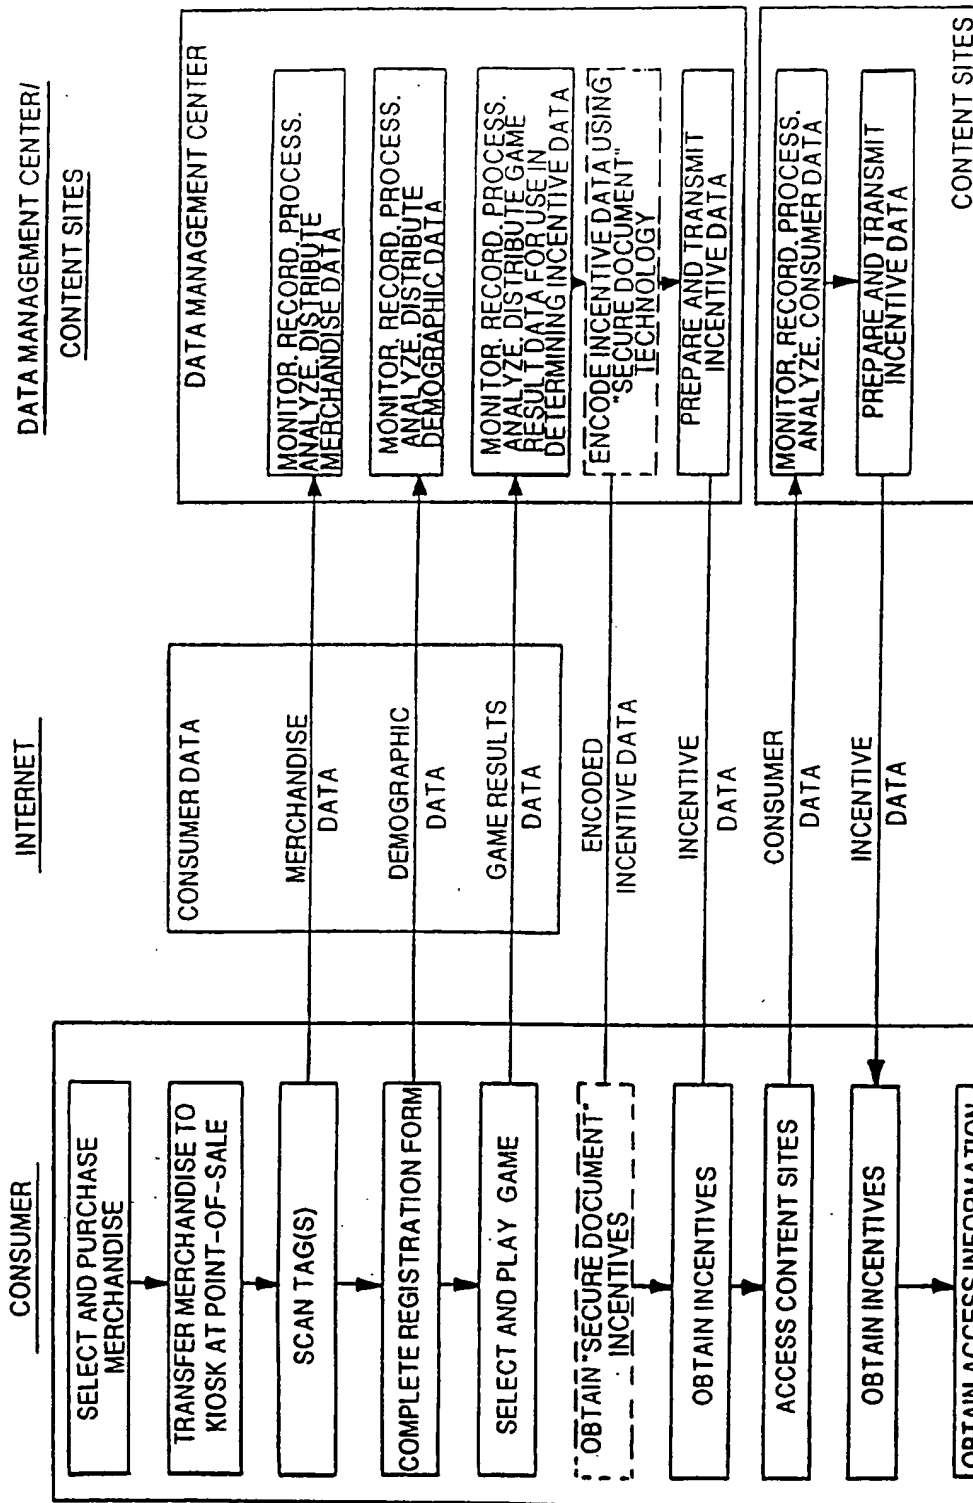 CONSUMER
SELECT AND PURCHASE
MERCHANDISE
TRANSFER MERCHANDISE TO
KIOSK AT POINT-OF-SALE
SCAN TAG(S)
COMPLETE REGISTRATION FORM
SELECT AND PLAY GAME
OBTAIN "SECURE DOCUMENT"
INCENTIVES
OBTAIN INCENTIVES
ACCESS CONTENT SITES
OBTAIN INCENTIVES
OBTAIN ACCESS INFORMATION
INTERNET
CONSUMER DATA
MERCHANDISE
DATA
DEMOGRAPHIC
DATA
GAME RESULTS
DATA
ENCODED
INCENTIVE DATA
INCENTIVE
DATA
CONSUMER
DATA
INCENTIVE
DATA
DATA MANAGEMENT CENTER/
CONTENT SITES
DATA MANAGEMENT CENTER
MONITOR, RECORD, PROCESS,
ANALYZE, DISTRIBUTE
MERCHANDISE DATA
MONITOR, RECORD, PROCESS
ANALYZE, DISTRIBUTE
DEMOGRAPHIC DATA
MONITOR, RECORD, PROCESS,
ANALYZE, DISTRIBUTE GAME
RESULT DATA FOR USE IN
DETERMINING INCENTIVE DATA
ENCODE INCENTIVE DATA USING
"SECURE DOCUMENT"
TECHNOLOGY
PREPARE AND TRANSMIT
INCENTIVE DATA
MONITOR, RECORD, PROCESS,
ANALYZE, CONSUMER DATA
PREPARE AND TRANSMIT
INCENTIVE DATA
CONTENT SITES